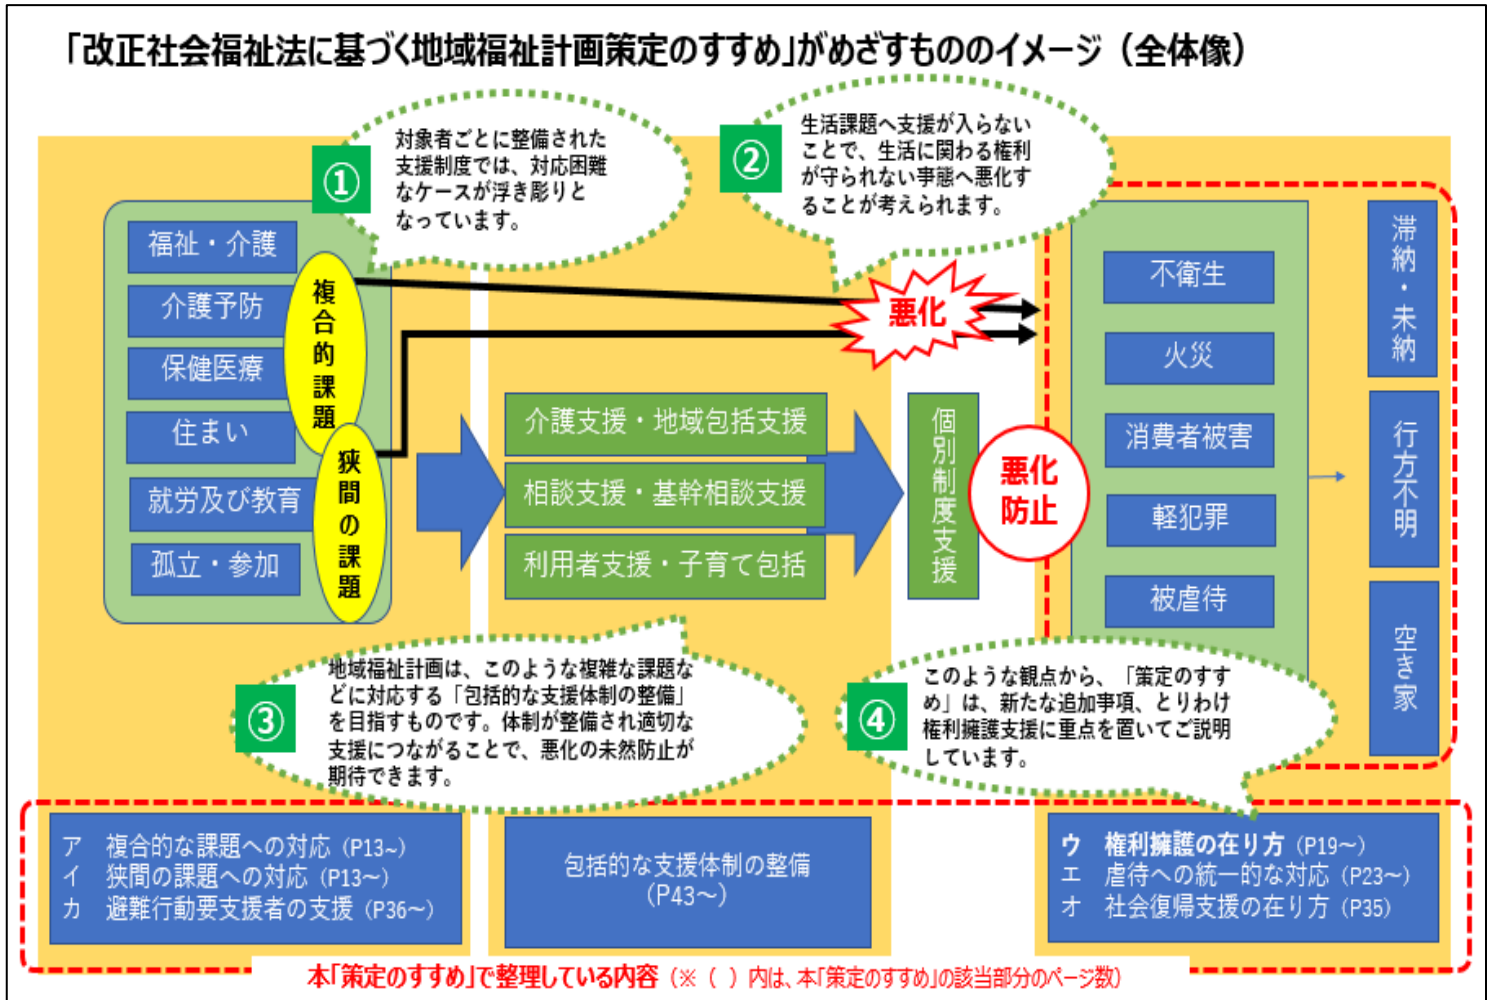 「改正社会福祉法に基づく地域福祉計画策定のすすめ」がめざすもののイメージ（全体像）
①
対象者ごとに整備された
支援制度では、対応困難
なケースが浮き彫りと
なっています。
②
生活課題へ支援が入らない
ことで、生活に関わる権利
が守られない事態へ悪化す
ることが考えられます。
福祉・介護
介護予防
保健医療
住まい
就労及び教育
孤立・参加
複合的課題
狭間の課題
悪化
介護支援・地域包括支援
相談支援・基幹相談支援
利用者支援・子育て包括
個別制度支援
悪化
防止
不衛生
火災
消費者被害
軽犯罪
被虐待
滞納・未納
行方不明
空き家
③
地域福祉計画は、このような複雑な課題な
どに対応する「包括的な支援体制の整備」
を目指すものです。体制が整備され適切な
支援につながることで、悪化の未然防止が
期待できます。
④
このような観点から、「策定のすす
め」は、新たな追加事項、とりわけ
権利擁護支援に重点を置いてご説明
しています。
ア　複合的な課題への対応（P13~）
イ　狭間の課題への対応（P13～）
カ　避難行動要支援者の支援（P36～）
包括的な支援体制の整備
（P43～）
ウ　権利擁護の在り方（P19～）
エ　虐待への統一的な対応（P23～）
オ　社会復帰支援の在り方（P35）
本「策定のすすめ」で整理している内容（※（　）内は、本「策定のすすめ」の該当部分のページ数）